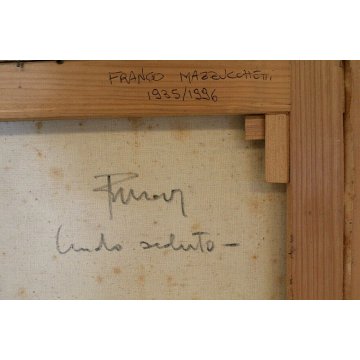 FRANCO MAZZUCCHETTI
1935/1996
nudo seduto -